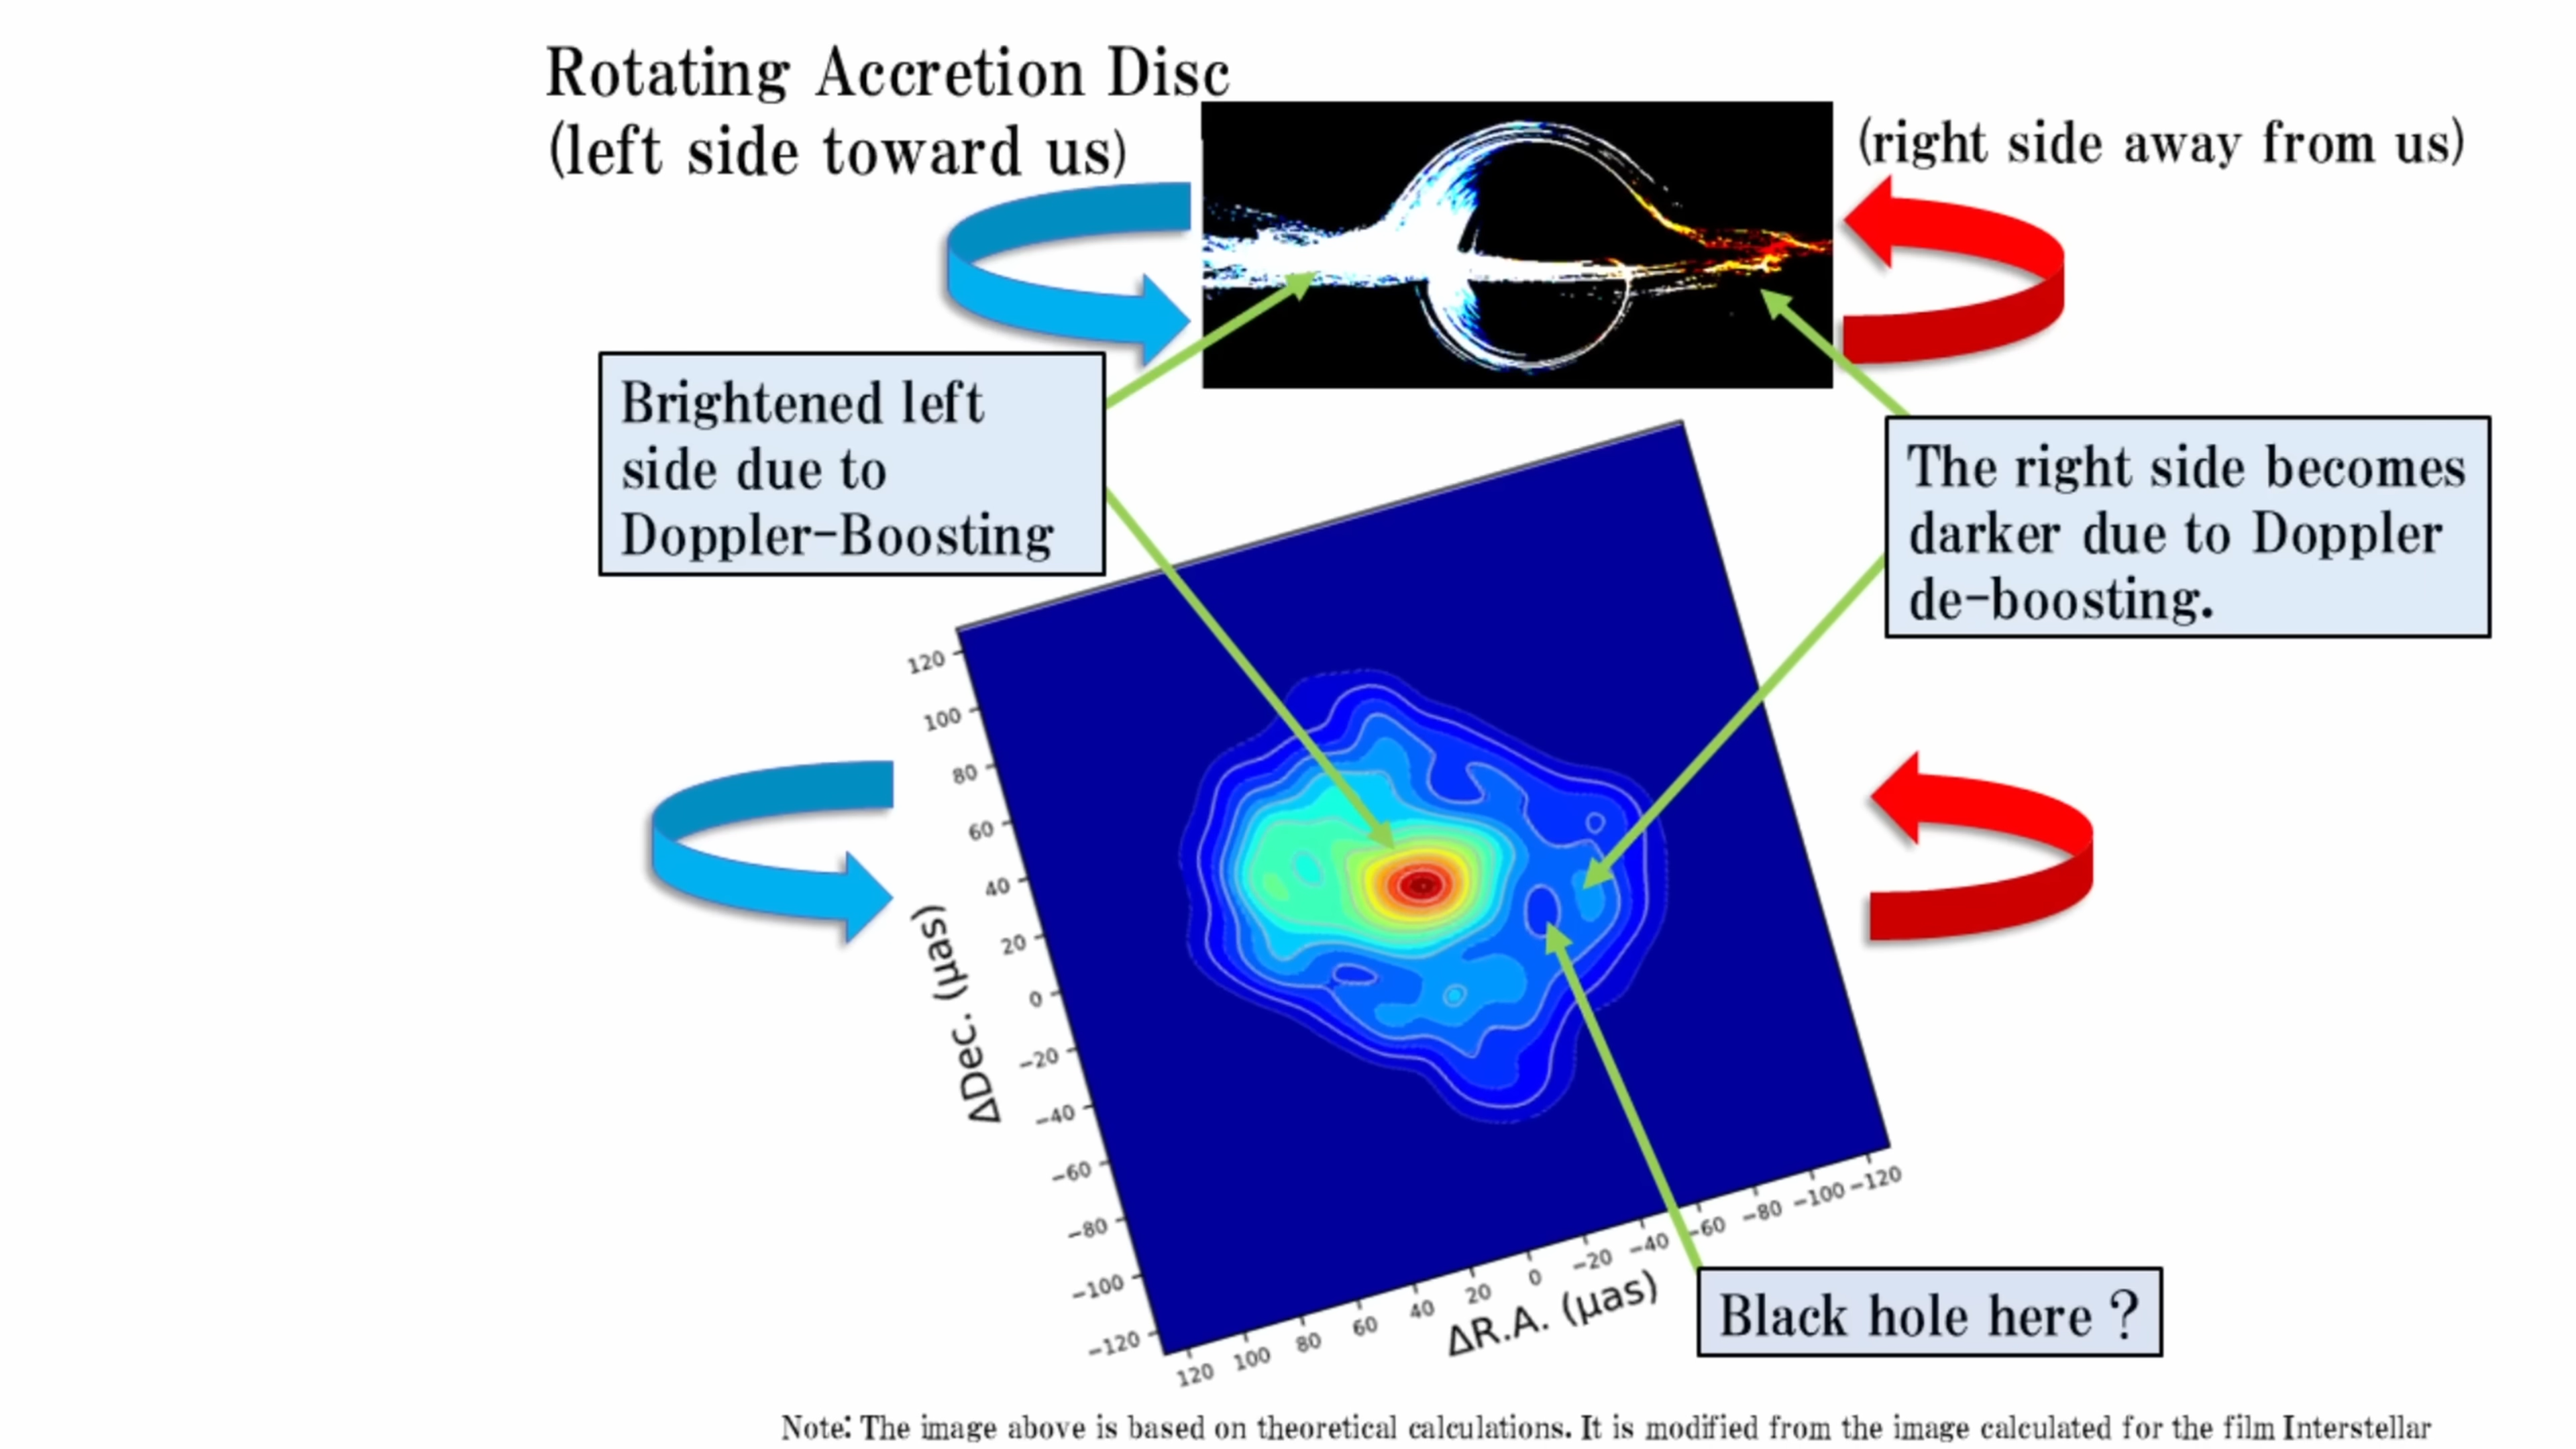 Rotating Accretion Disc
(left side toward us)
(right side away from us)
Brightened left
side due to
Doppler-Boosting
The right side becomes
darker due to Doppler
de-boosting.
120
100
80
60
40
20
0
−20
−40
−60
−80
−100
−120
ΔDec. (μas)
120 100 80 60 40 20 0 −20 −40 −60 −80 −100 −120
ΔR.A. (μas)
Black hole here ?
Note: The image above is based on theoretical calculations. It is modified from the image calculated for the film Interstellar